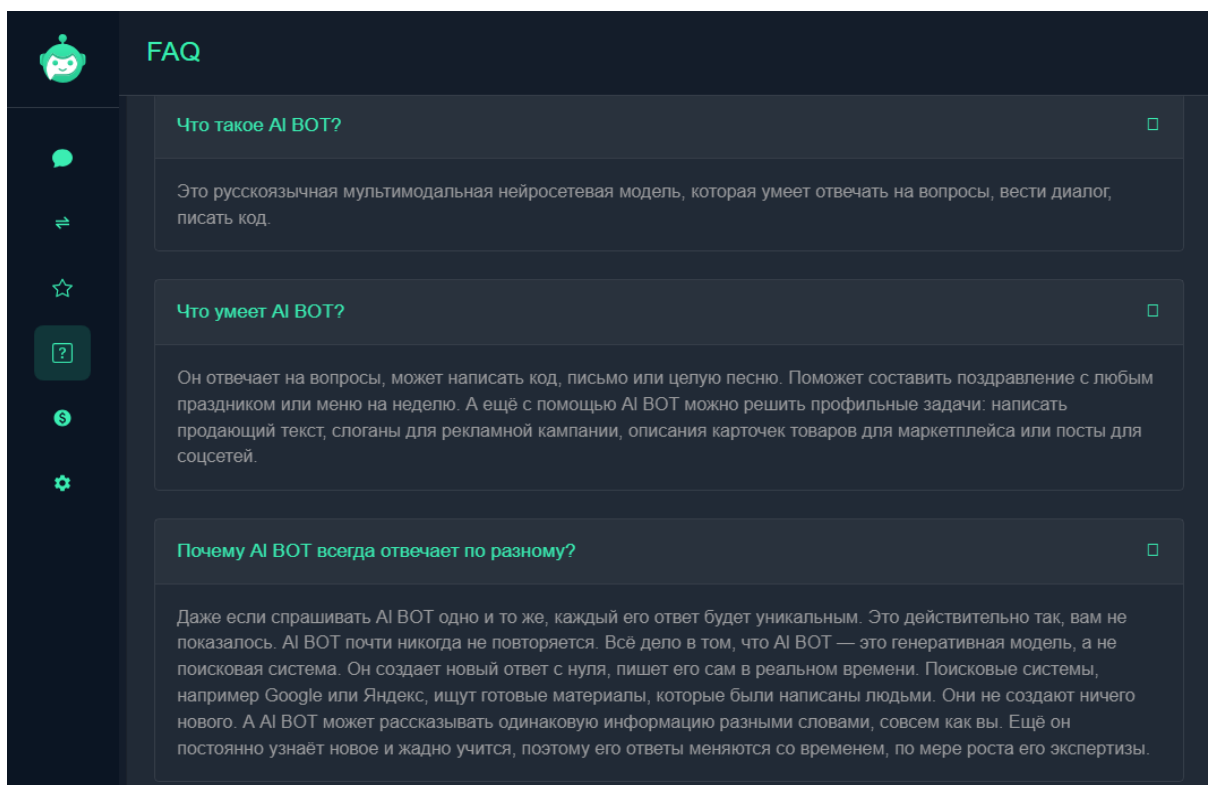 FAQ
Что такое AI BOT?
Это русскоязычная мультимодальная нейросетевая модель, которая умеет отвечать на вопросы, вести диалог,
писать код.
Что умеет AI BOT?
Он отвечает на вопросы, может написать код, письмо или целую песню. Поможет составить поздравление с любым
праздником или меню на неделю. А ещё с помощью AI BOT можно решить профильные задачи: написать
продающий текст, слоганы для рекламной кампании, описания карточек товаров для маркетплейса или посты для
соцсетей.
Почему AI BOT всегда отвечает по разному?
Даже если спрашивать AI BOT одно и то же, каждый его ответ будет уникальным. Это действительно так, вам не
показалось. AI BOT почти никогда не повторяется. Всё дело в том, что AI BOT — это генеративная модель, а не
поисковая система. Он создает новый ответ с нуля, пишет его сам в реальном времени. Поисковые системы,
например Google или Яндекс, ищут готовые материалы, которые были написаны людьми. Они не создают ничего
нового. А AI BOT может рассказывать одинаковую информацию разными словами, совсем как вы. Ещё он
постоянно узнаёт новое и жадно учится, поэтому его ответы меняются со временем, по мере роста его экспертизы.